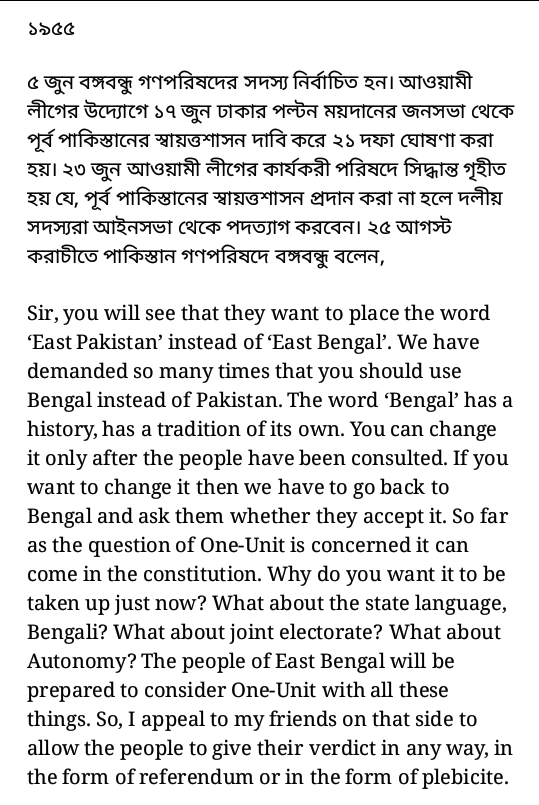 ১৯৫৫
৫ জুন বঙ্গবন্ধু গণপরিষদের সদস্য নির্বাচিত হন। আওয়ামী
লীগের উদ্যোগে ১৭ জুন ঢাকার পল্টন ময়দানের জনসভা থেকে
পূর্ব পাকিস্তানের স্বায়ত্তশাসন দাবি করে ২১ দফা ঘোষণা করা
হয়। ২৩ জুন আওয়ামী লীগের কার্যকরী পরিষদে সিদ্ধান্ত গৃহীত
হয় যে, পূর্ব পাকিস্তানের স্বায়ত্তশাসন প্রদান করা না হলে দলীয়
সদস্যরা আইনসভা থেকে পদত্যাগ করবেন। ২৫ আগস্ট
করাচীতে পাকিস্তান গণপরিষদে বঙ্গবন্ধু বলেন,
Sir, you will see that they want to place the word
‘East Pakistan’ instead of ‘East Bengal’. We have
demanded so many times that you should use
Bengal instead of Pakistan. The word ‘Bengal’ has a
history, has a tradition of its own. You can change
it only after the people have been consulted. If you
want to change it then we have to go back to
Bengal and ask them whether they accept it. So far
as the question of One-Unit is concerned it can
come in the constitution. Why do you want it to be
taken up just now? What about the state language,
Bengali? What about joint electorate? What about
Autonomy? The people of East Bengal will be
prepared to consider One-Unit with all these
things. So, I appeal to my friends on that side to
allow the people to give their verdict in any way, in
the form of referendum or in the form of plebicite.